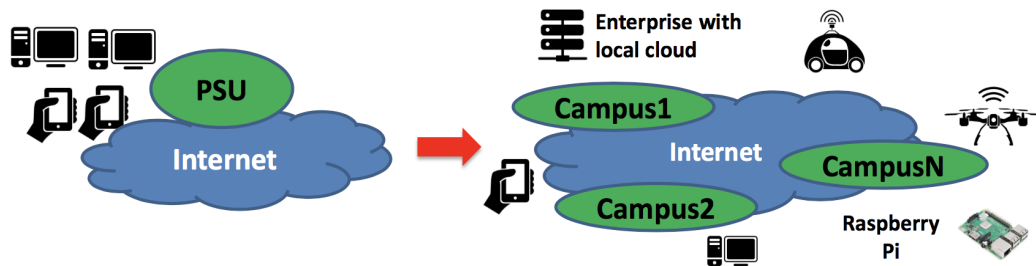 PSU
Internet
Enterprise with
local cloud
Campus1
Internet
CampusN
Campus2
Raspberry
Pi